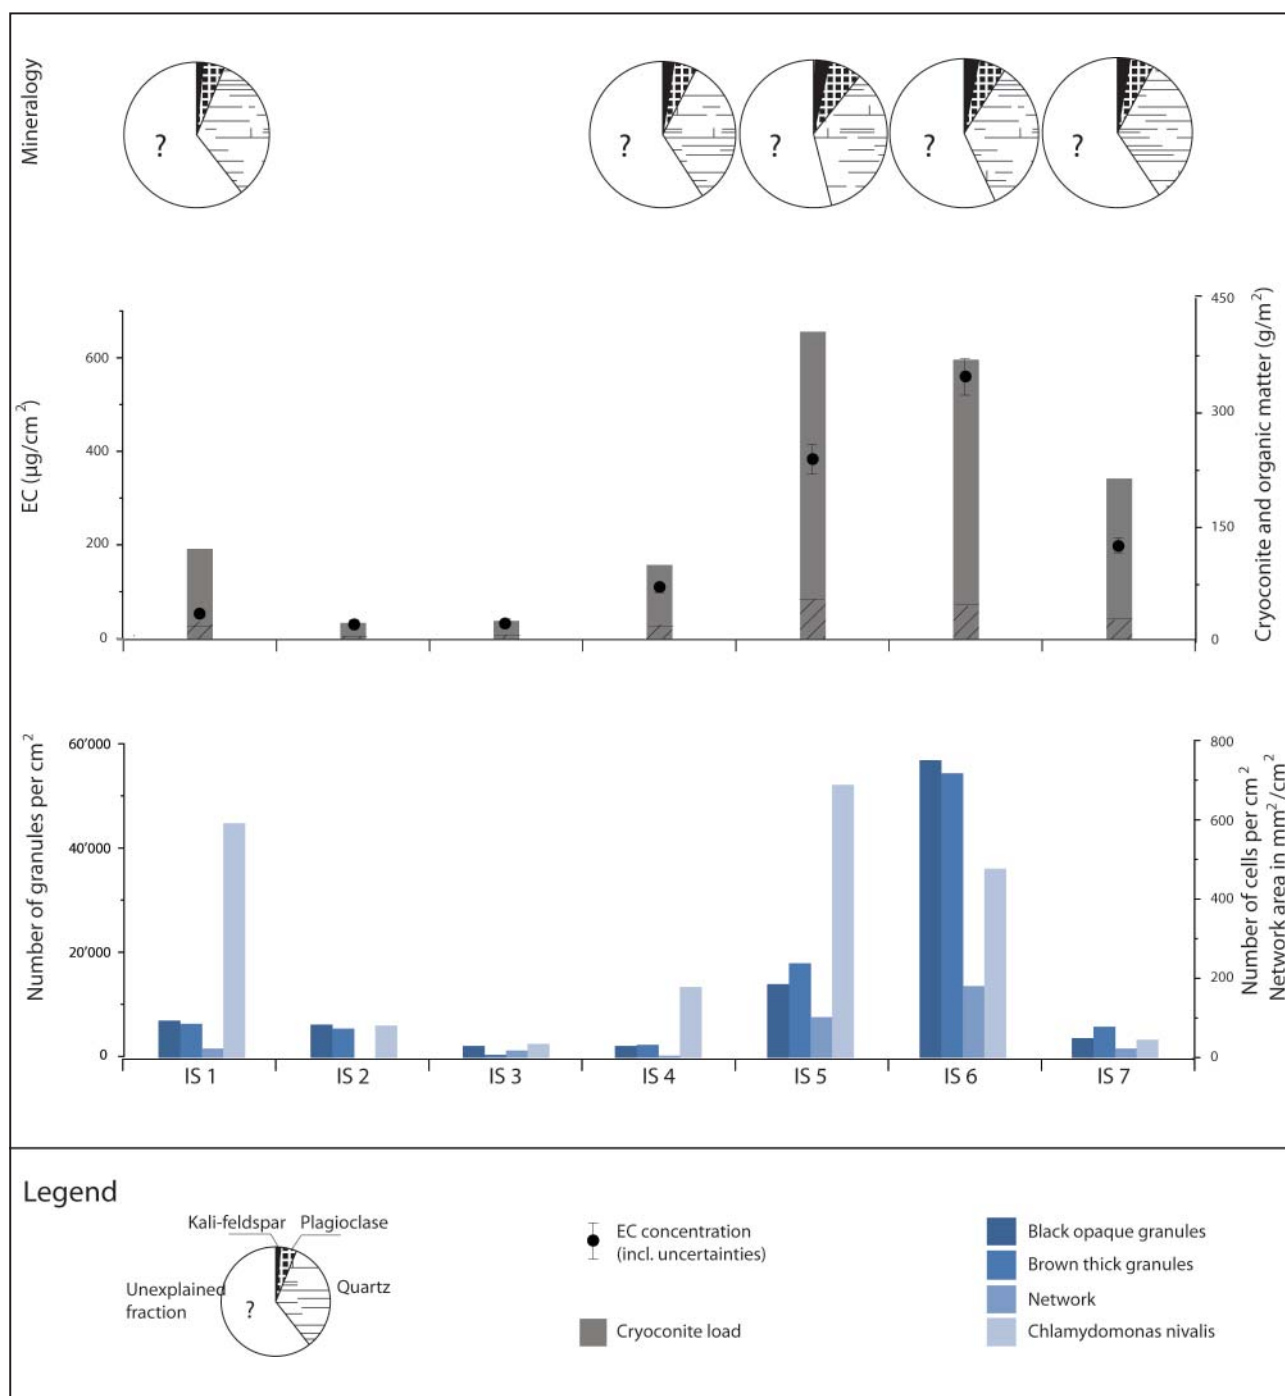 Mineralogy
?
?
?
?
?
EC (µg/cm²)
600
400
200
0
450
300
150
0
Cryoconite and organic matter (g/m²)
Number of granules per cm²
60'000
40'000
20'000
0
800
600
400
200
0
Number of cells per cm²
Network area in mm²/cm²
IS 1
IS 2
IS 3
IS 4
IS 5
IS 6
IS 7
Legend
Kali-feldspar
Plagioclase
Unexplained
fraction
?
Quartz
EC concentration
(incl. uncertainties)
Cryoconite load
Black opaque granules
Brown thick granules
Network
Chlamydomonas nivalis